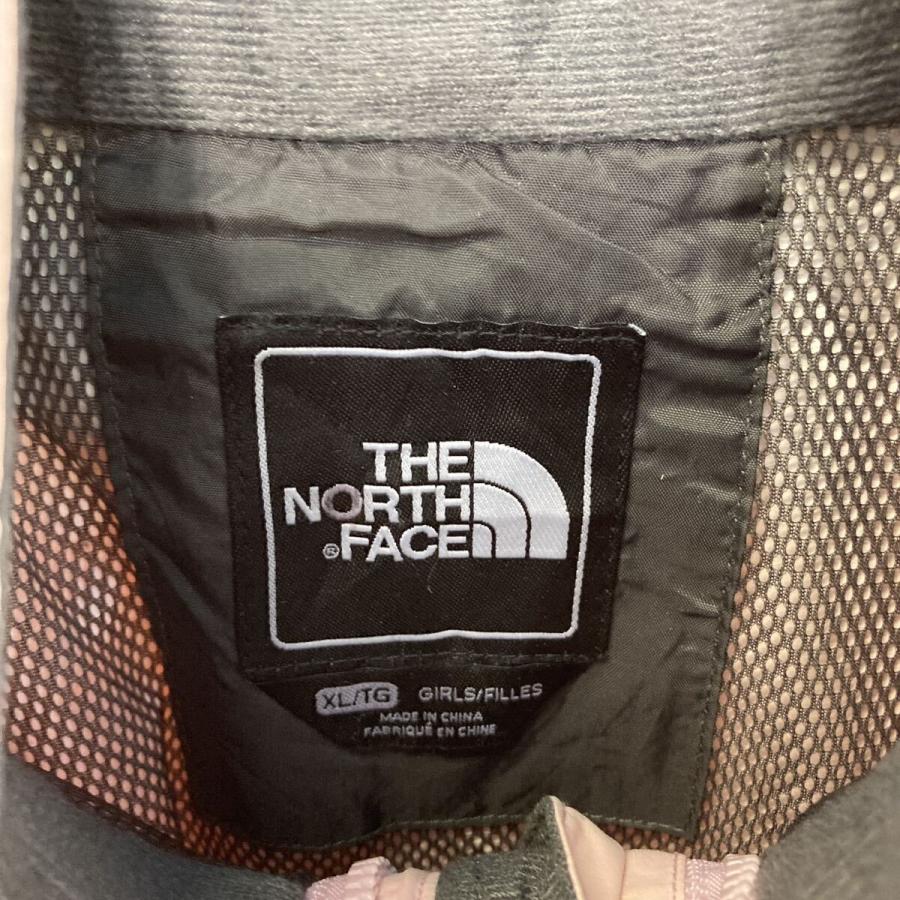 THE
NORTH
®FACE
XL/TG GIRLS/FILLES
MADE IN CHINA
FABRIQUÉ EN CHINE